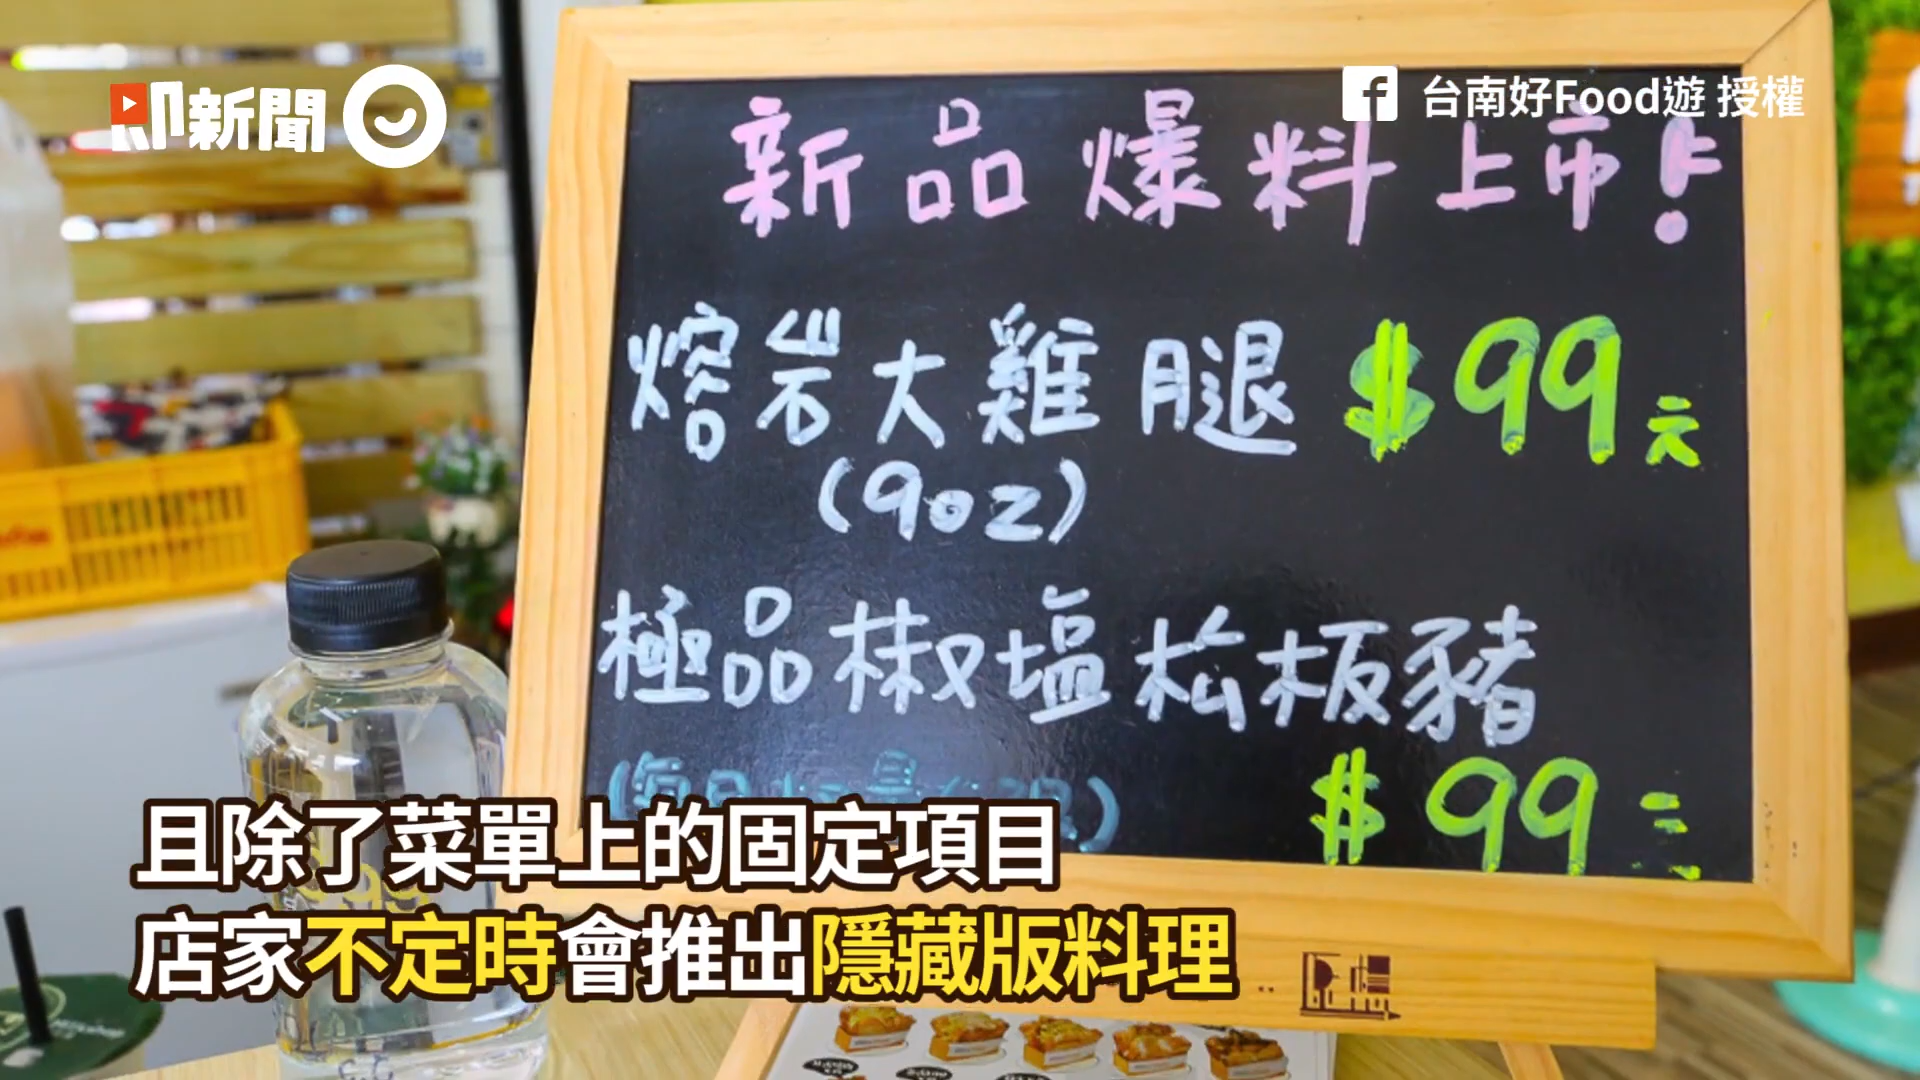 即新聞
台南好Food遊 授權
新品爆料上市!
熔岩大雞腿 $99元
(9oz)
極品椒塩松板豬
$99元
且除了菜單上的固定項目
店家不定時會推出隱藏版料理